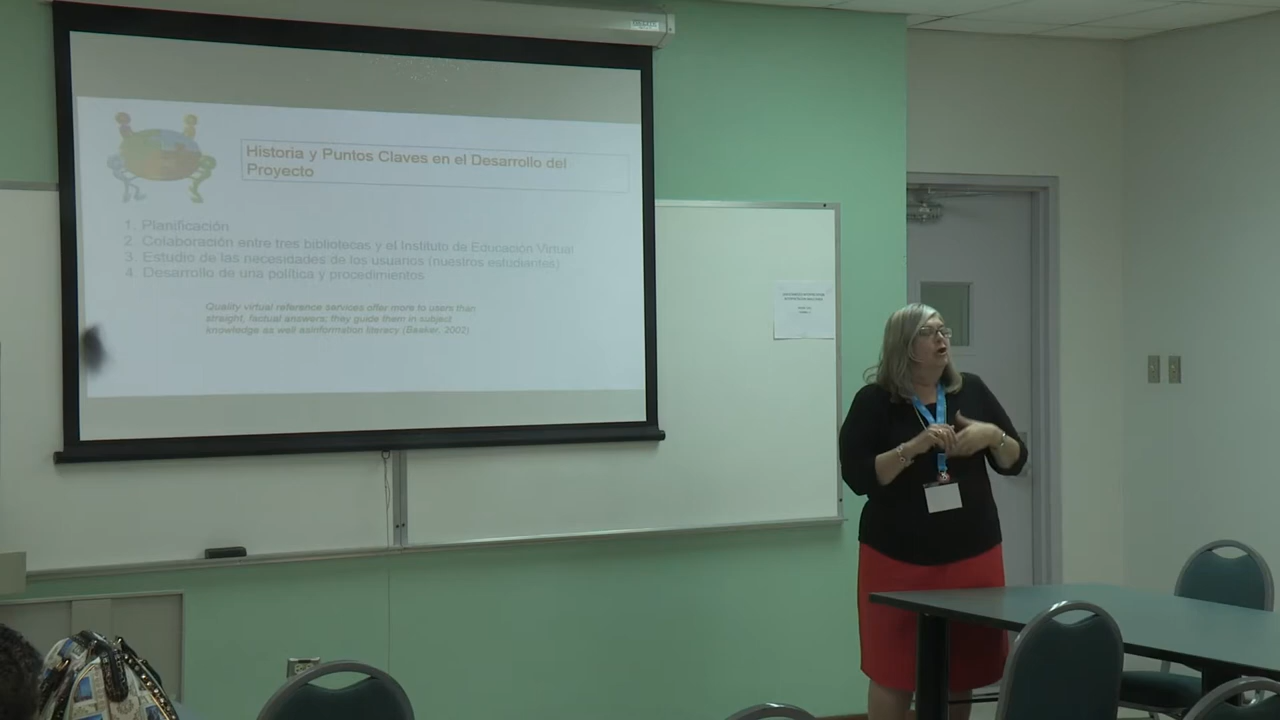 Historia y Puntos Claves en el Desarrollo del
Proyecto
1. Planificación
2. Colaboración entre tres bibliotecas y el Instituto de Educación Virtual
3. Estudio de las necesidades de los usuarios (nuestros estudiantes)
4. Desarrollo de una política y procedimientos
Quality virtual reference services offer more to users than
straight, factual answers; they guide them in subject
knowledge as well asinformation literacy (Baeker, 2002)